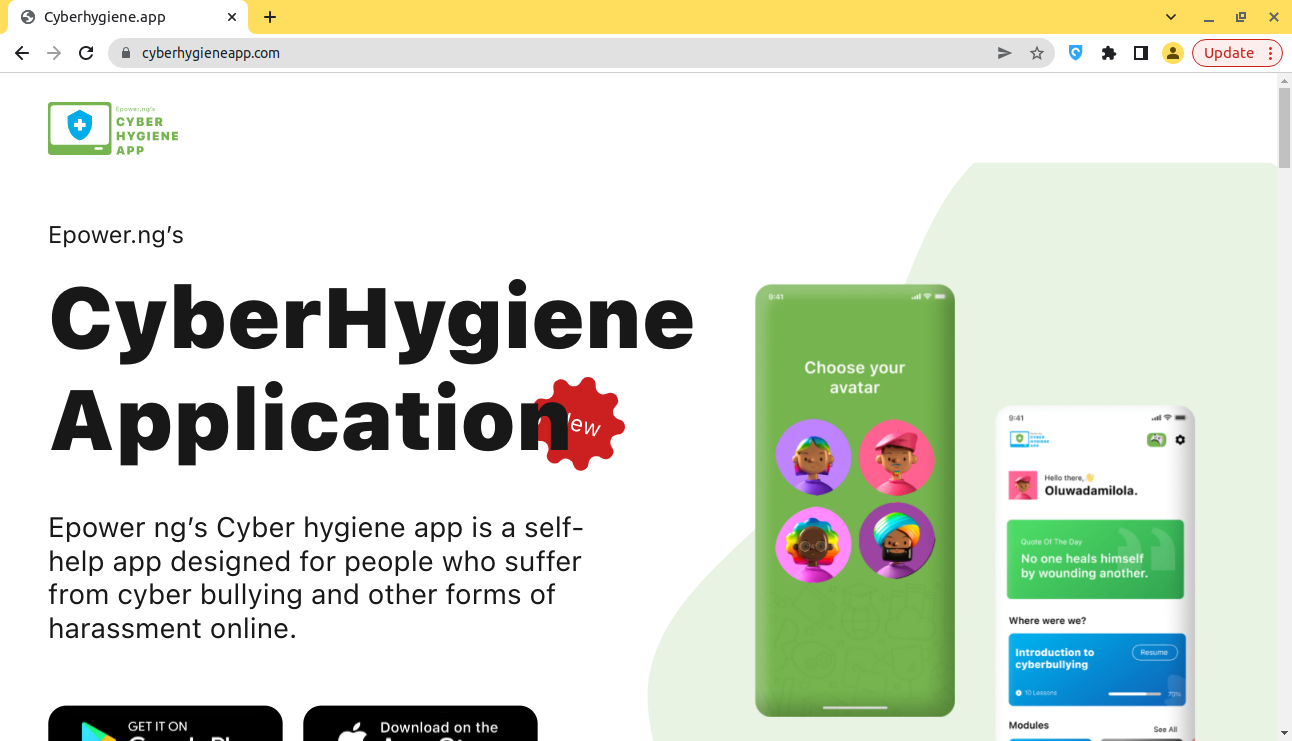 Cyberhygiene.app
cyberhygieneapp.com
Update
Epower.ng's
CYBER
HYGIENE
APP
Epower.ng’s
CyberHygiene
Application
New
Epower ng’s Cyber hygiene app is a self-
help app designed for people who suffer
from cyber bullying and other forms of
harassment online.
GET IT ON
Download on the
9:41
Choose your
avatar
9:41
CYBER
HYGIENE
APP
Hello there,
Oluwadamilola.
Quote Of The Day
No one heals himself
by wounding another.
Where were we?
Introduction to
cyberbullying
Resume
10 Lessons
70%
Modules
See All